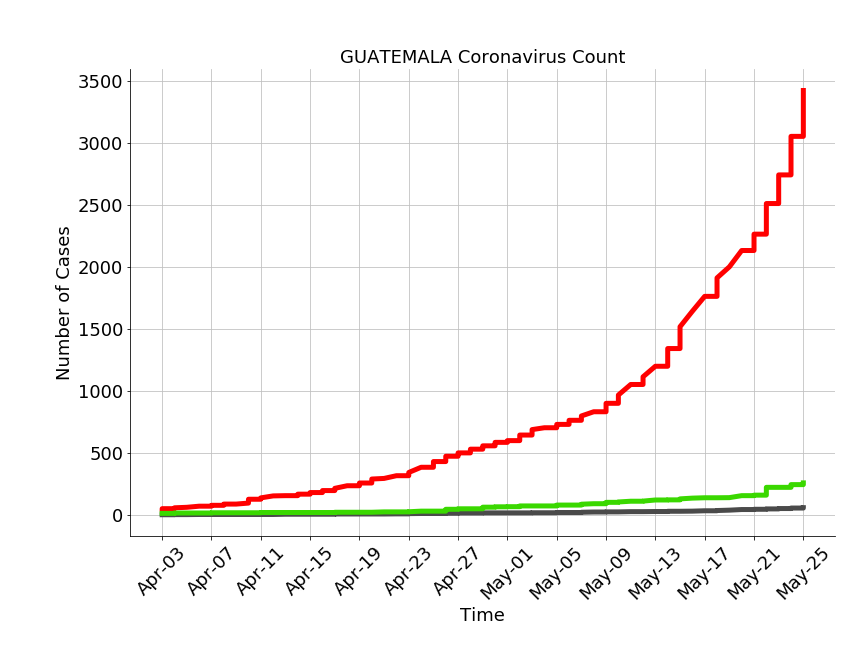 GUATEMALA Coronavirus Count
3500
3000
2500
2000
1500
1000
500
0
Number of Cases
Apr-03
Apr-07
Apr-11
Apr-15
Apr-19
Apr-23
Apr-27
May-01
May-05
May-09
May-13
May-17
May-21
May-25
Time